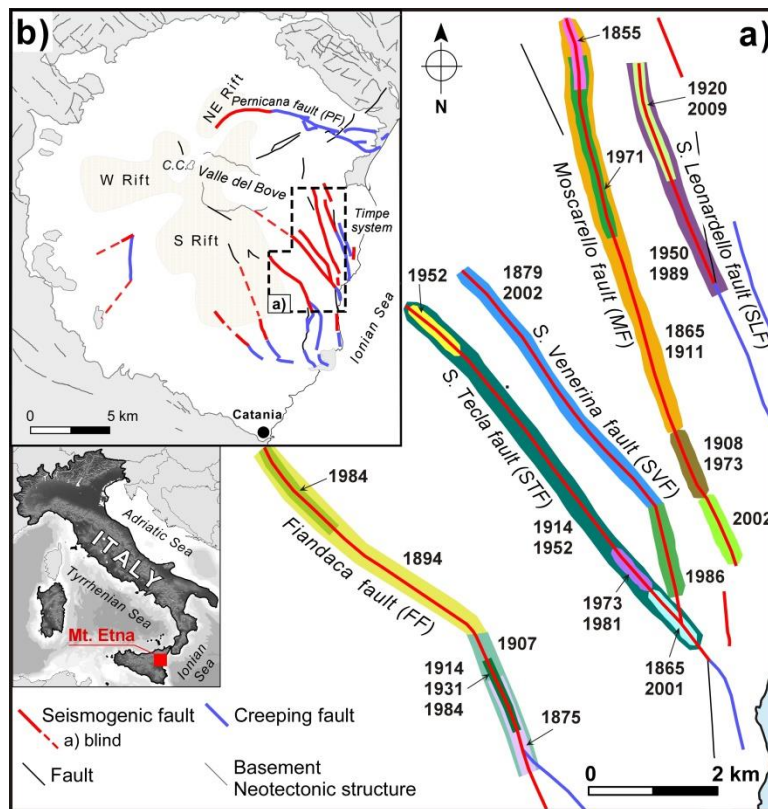 b)
NE Rift
Pernicana fault (PF)
C.C.
Valle del Bove
W Rift
S Rift
Timpe
system
a)
Ionian Sea
0 5 km
Catania
a)
N
1855
1920
2009
S. Leonardello fault (SLF)
1971
Moscarello fault (MF)
1950
1989
1952
1879
2002
S. Venerina fault (SVF)
1865
1911
S. Tecla fault (STF)
1908
1973
2002
1914
1952
1986
1973
1981
1865
2001
1984
1894
Fiandaca fault (FF)
1907
1914
1931
1984
1875
0 2 km
Adriatic Sea
ITALY
Tyrrhenian Sea
Mt. Etna
Ionian Sea
Seismogenic fault
a) blind
Creeping fault
Fault
Basement
Neotectonic structure